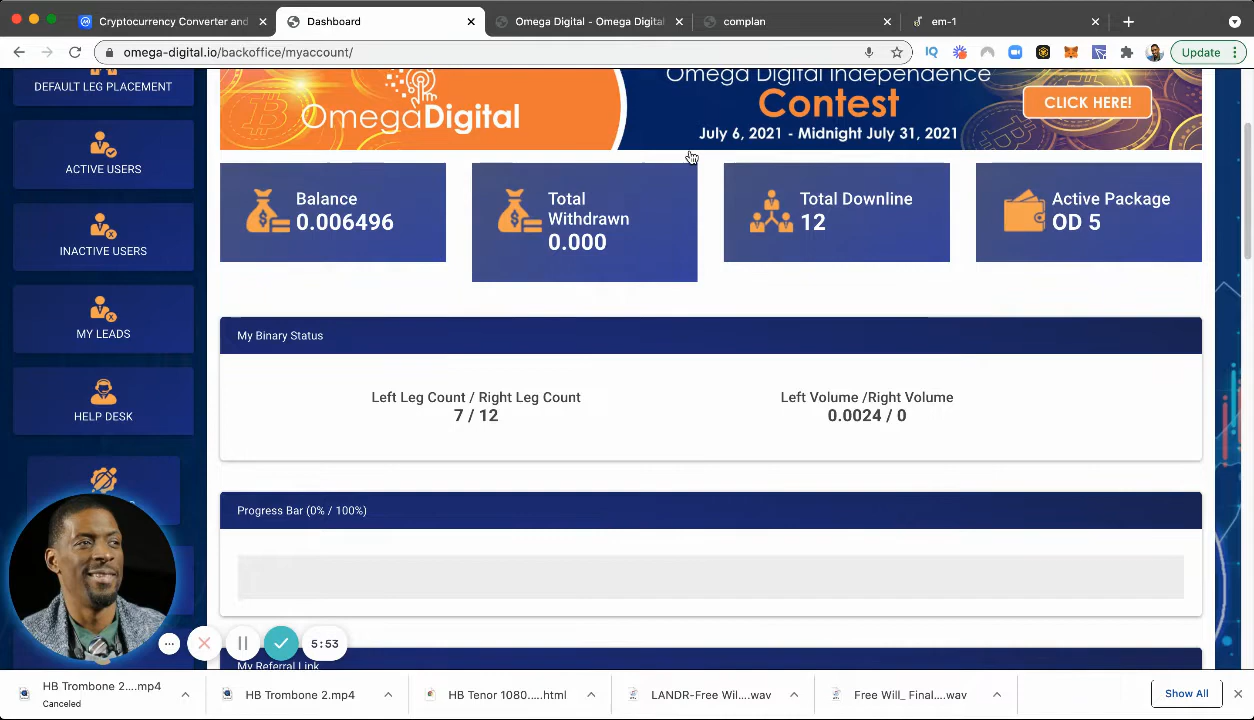 Cryptocurrency Converter and
Dashboard
Omega Digital - Omega Digital
complan
em-1
omega-digital.io/backoffice/myaccount/
Update
DEFAULT LEG PLACEMENT
ACTIVE USERS
INACTIVE USERS
MY LEADS
HELP DESK
OmegaDigital
Omega Digital Independence
Contest
July 6, 2021 - Midnight July 31, 2021
CLICK HERE!
Balance
0.006496
Total
Withdrawn
0.000
Total Downline
12
Active Package
OD 5
My Binary Status
Left Leg Count / Right Leg Count
7 / 12
Left Volume /Right Volume
0.0024 / 0
Progress Bar (0% / 100%)
My Referral Link
5:53
HB Trombone 2....mp4
Canceled
HB Trombone 2.mp4
HB Tenor 1080.....html
LANDR-Free Wil....wav
Free Will_ Final....wav
Show All